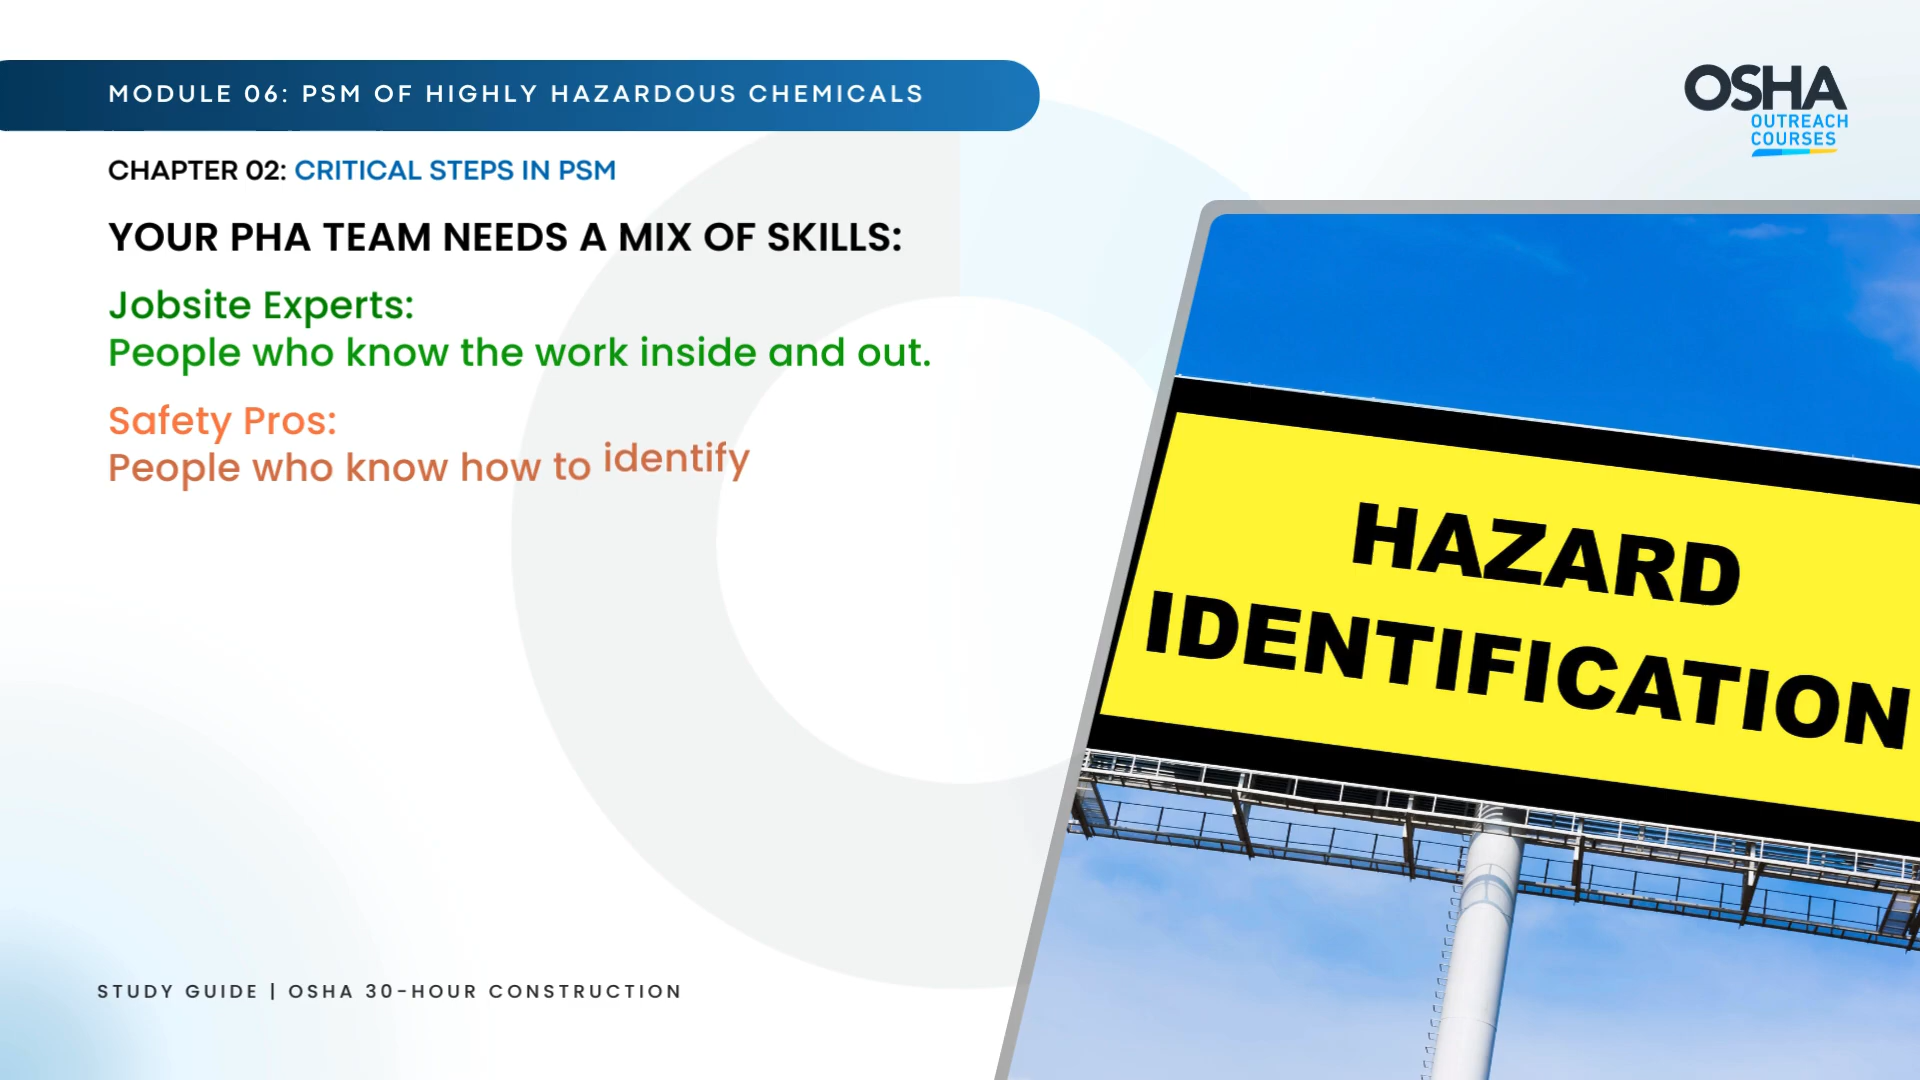 MODULE 06: PSM OF HIGHLY HAZARDOUS CHEMICALS
OSHA
OUTREACH
COURSES
CHAPTER 02: CRITICAL STEPS IN PSM
YOUR PHA TEAM NEEDS A MIX OF SKILLS:
Jobsite Experts:
People who know the work inside and out.
Safety Pros:
People who know how to identify
HAZARD
IDENTIFICATION
STUDY GUIDE | OSHA 30-HOUR CONSTRUCTION